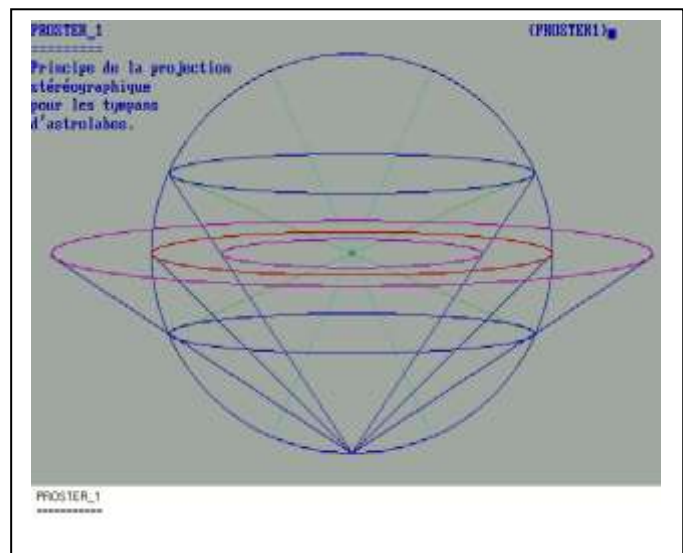 PROSTER_1
(PROSTER1)
=========
Principe de la projection
stéréographique
pour les tympans
d'astrolabes.
PROSTER_1
===========